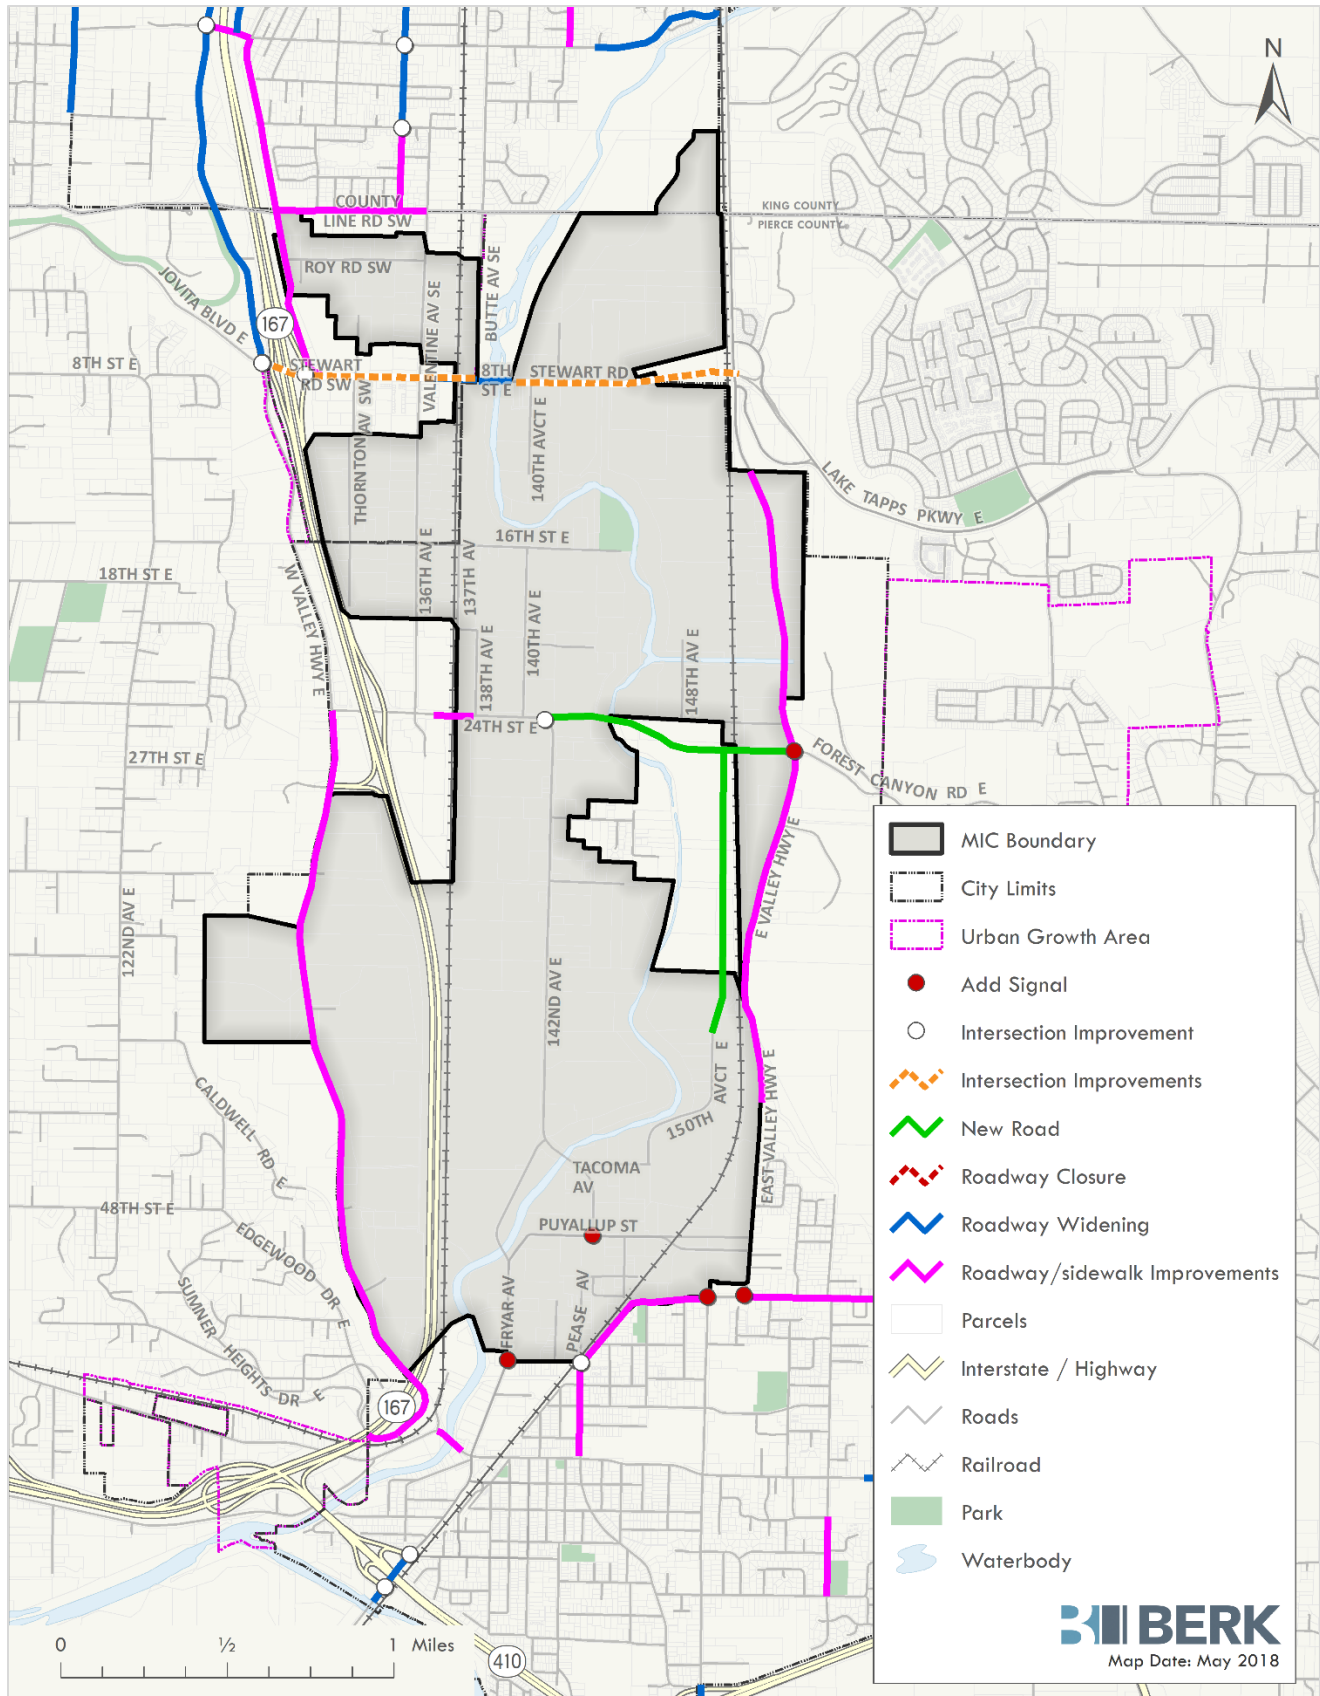 N
COUNTY
LINE RD SW
KING COUNTY
PIERCE COUNTY
ROY RD SW
JOVITA BLVD E
VALENTINE AV SE
BUTTE AV SE
167
8TH ST E
STEWART
RD SW
8TH
ST E
STEWART RD
THORNTON AV SW
140TH AVCT E
LAKE TAPPS PKWY E
16TH ST E
136TH AV E
137TH AV
18TH ST E
W VALLEY HWY E
138TH AV E
140TH AV E
148TH AV E
24TH ST E
27TH ST E
FOREST CANYON RD E
E VALLEY HWY E
122ND AV E
142ND AV E
CALDWELL RD E
150TH AVCT E
EAST VALLEY HWY E
TACOMA
AV
48TH ST E
PUYALLUP ST
EDGEWOOD DR E
SUMNER HEIGHTS DR E
FRYAR AV
PEASE AV
167
410
MIC Boundary
City Limits
Urban Growth Area
Add Signal
Intersection Improvement
Intersection Improvements
New Road
Roadway Closure
Roadway Widening
Roadway/sidewalk Improvements
Parcels
Interstate / Highway
Roads
Railroad
Park
Waterbody
BERK
Map Date: May 2018
0 ½ 1 Miles